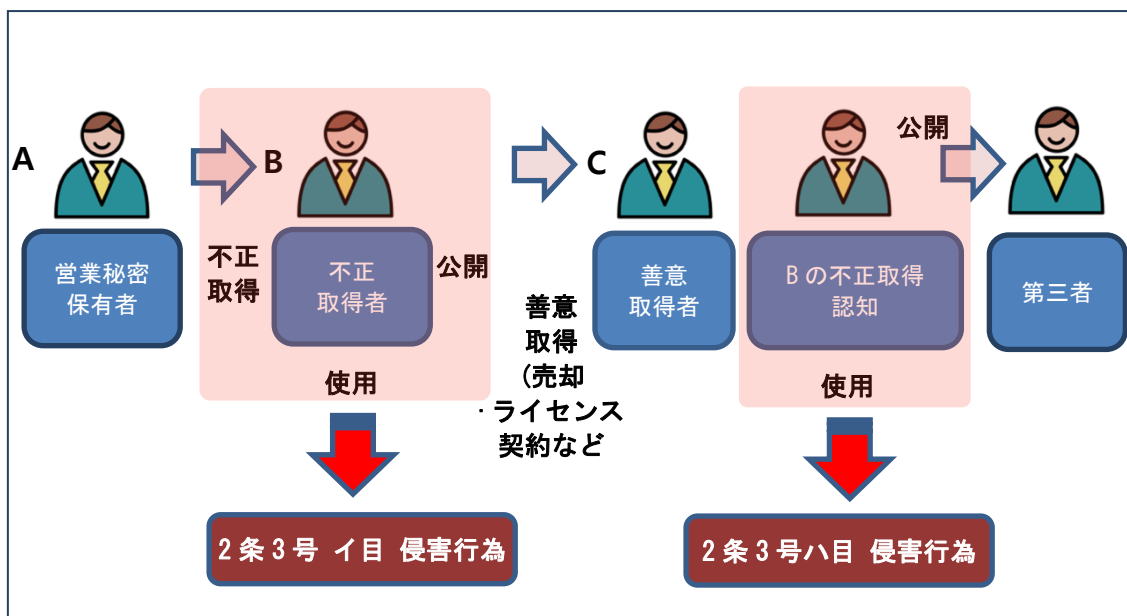 A
営業秘密
保有者
不正
取得
B
不正
取得者
公開
使用
善意
取得
(売却
・ライセンス
契約など
C
善意
取得者
Bの不正取得
認知
公開
使用
第三者
2条3号 イ目 侵害行為
2条3号ハ目 侵害行為